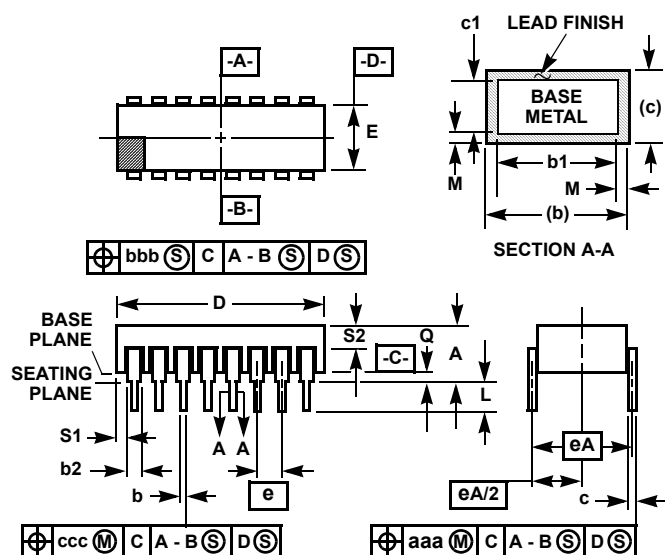 c1
LEAD FINISH
-A-
-D-
BASE
METAL
(c)
E
M
b1
M
-B-
(b)
⌖ bbb Ⓢ C A - B Ⓢ D Ⓢ
SECTION A-A
D
BASE
PLANE
S2
Q
A
-C-
SEATING
PLANE
L
S1
A A
eA
b2
e
eA/2
b
c
⌖ ccc Ⓜ C A - B Ⓢ D Ⓢ
⌖ aaa Ⓜ C A - B Ⓢ D Ⓢ